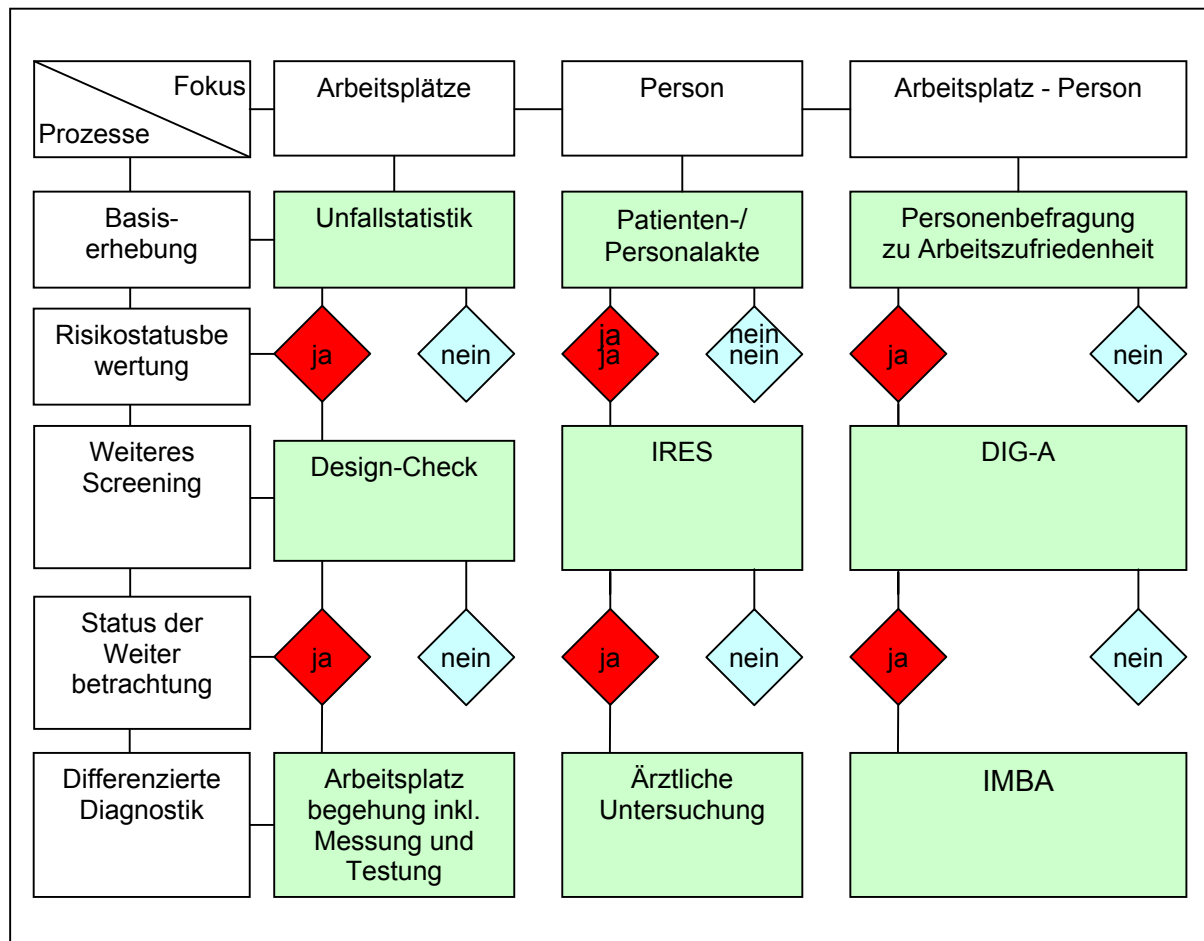 Fokus
Prozesse
Arbeitsplätze
Person
Arbeitsplatz - Person
Basis-
erhebung
Unfallstatistik
Patienten-/
Personalakte
Personenbefragung
zu Arbeitszufriedenheit
Risikostatusbe
wertung
ja
nein
ja
ja
nein
nein
ja
nein
Weiteres
Screening
Design-Check
IRES
DIG-A
Status der
Weiter
betrachtung
ja
nein
ja
nein
ja
nein
Differenzierte
Diagnostik
Arbeitsplatz
begehung inkl.
Messung und
Testung
Ärztliche
Untersuchung
IMBA